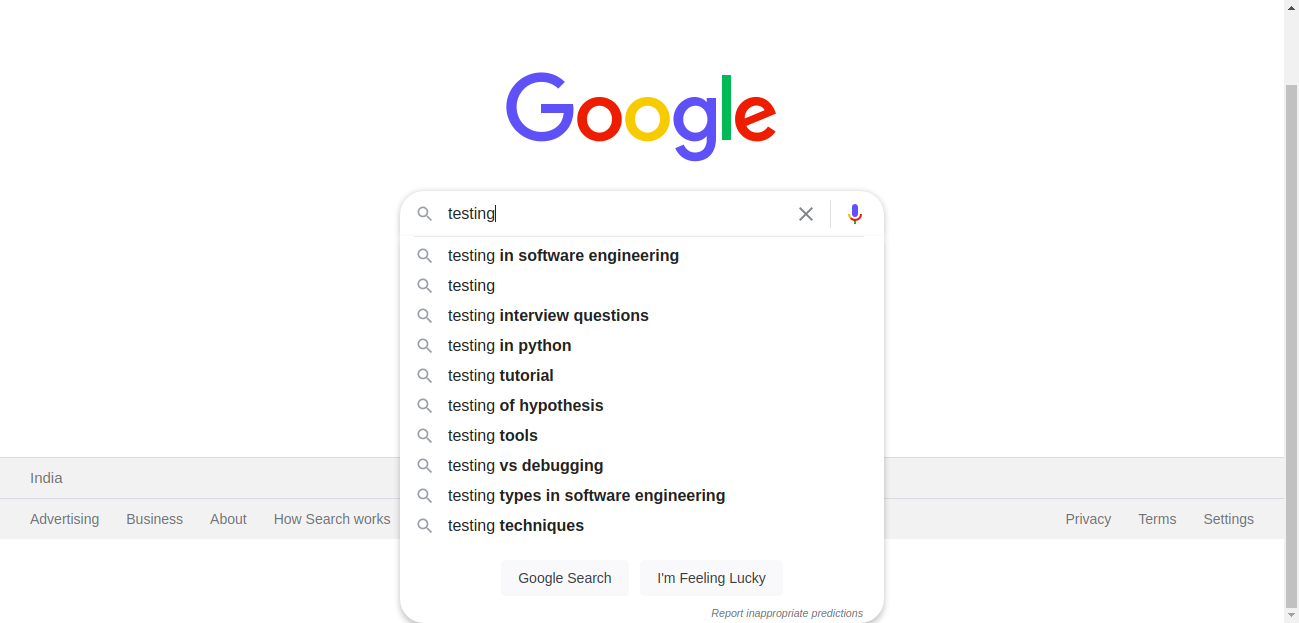 Google
testing
testing in software engineering
testing
testing interview questions
testing in python
testing tutorial
testing of hypothesis
testing tools
testing vs debugging
testing types in software engineering
testing techniques
Google Search I'm Feeling Lucky
Report inappropriate predictions
India
Advertising Business About How Search works Privacy Terms Settings